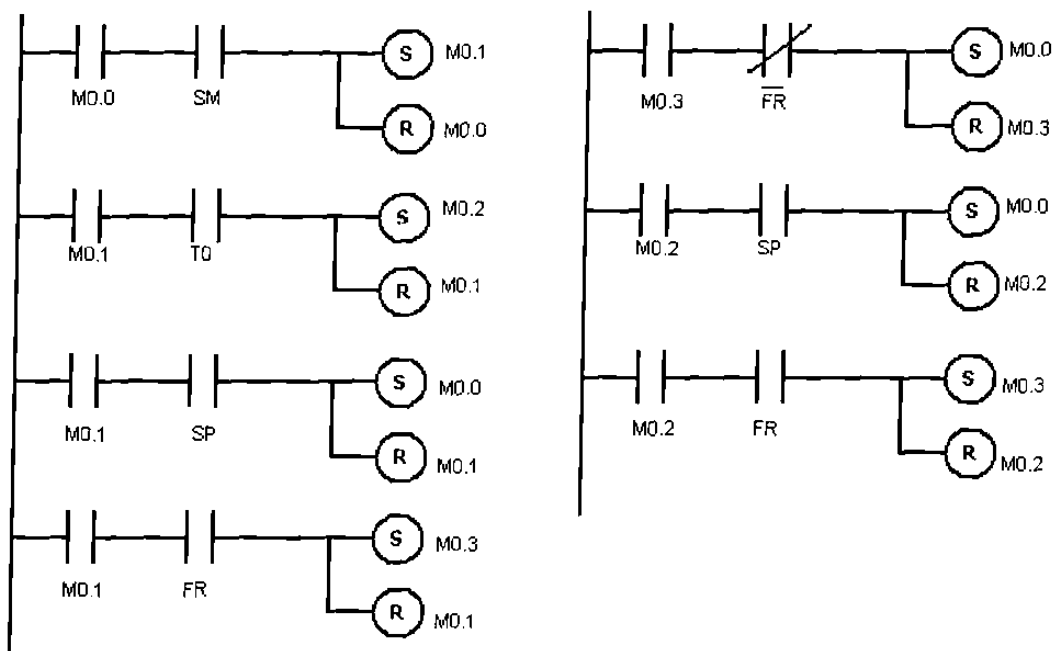 S M0.1
M0.0 SM
R M0.0
S M0.2
M0.1 T0
R M0.1
S M0.0
M0.1 SP
R M0.1
S M0.3
M0.1 FR
R M0.1
S M0.0
M0.3 F̅R̅
R M0.3
S M0.0
M0.2 SP
R M0.2
S M0.3
M0.2 FR
R M0.2